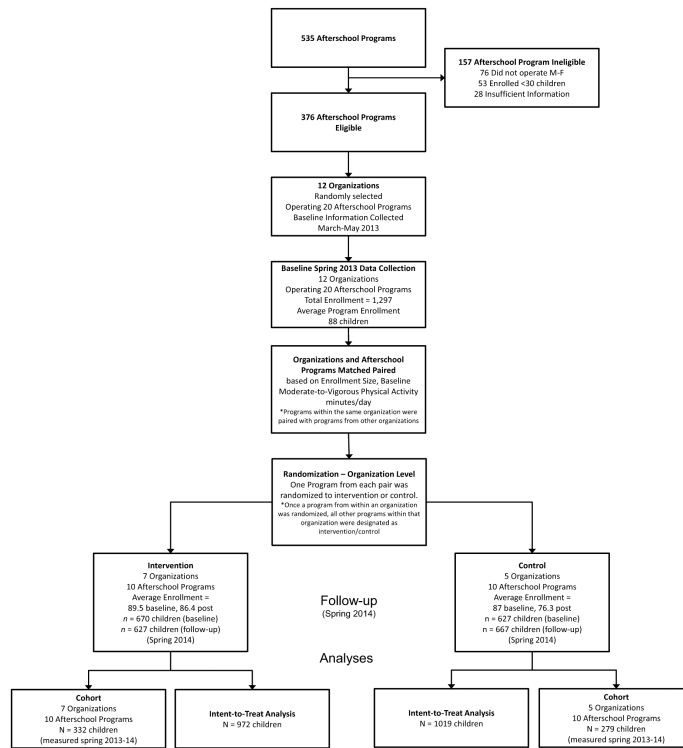 535 Afterschool Programs
157 Afterschool Program Ineligible
76 Did not operate M-F
53 Enrolled <30 children
28 Insufficient Information
376 Afterschool Programs
Eligible
12 Organizations
Randomly selected
Operating 20 Afterschool Programs
Baseline Information Collected
March-May 2013
Baseline Spring 2013 Data Collection
12 Organizations
Operating 20 Afterschool Programs
Total Enrollment = 1,297
Average Program Enrollment
88 children
Organizations and Afterschool
Programs Matched Paired
based on Enrollment Size, Baseline
Moderate-to-Vigorous Physical Activity
minutes/day
*Programs within the same organization were
paired with programs from other organizations
Randomization – Organization Level
One Program from each pair was
randomized to intervention or control.
*Once a program from within an organization
was randomized, all other programs within that
organization were designated as
intervention/control
Intervention
7 Organizations
10 Afterschool Programs
Average Enrollment =
89.5 baseline, 86.4 post
n = 670 children (baseline)
n = 627 children (follow-up)
(Spring 2014)
Follow-up
(Spring 2014)
Control
5 Organizations
10 Afterschool Programs
Average Enrollment =
87 baseline, 76.3 post
n = 627 children (baseline)
n = 667 children (follow-up)
(Spring 2014)
Analyses
Cohort
7 Organizations
10 Afterschool Programs
N = 332 children
(measured spring 2013-14)
Intent-to-Treat Analysis
N = 972 children
Intent-to-Treat Analysis
N = 1019 children
Cohort
5 Organizations
10 Afterschool Programs
N = 279 children
(measured spring 2013-14)